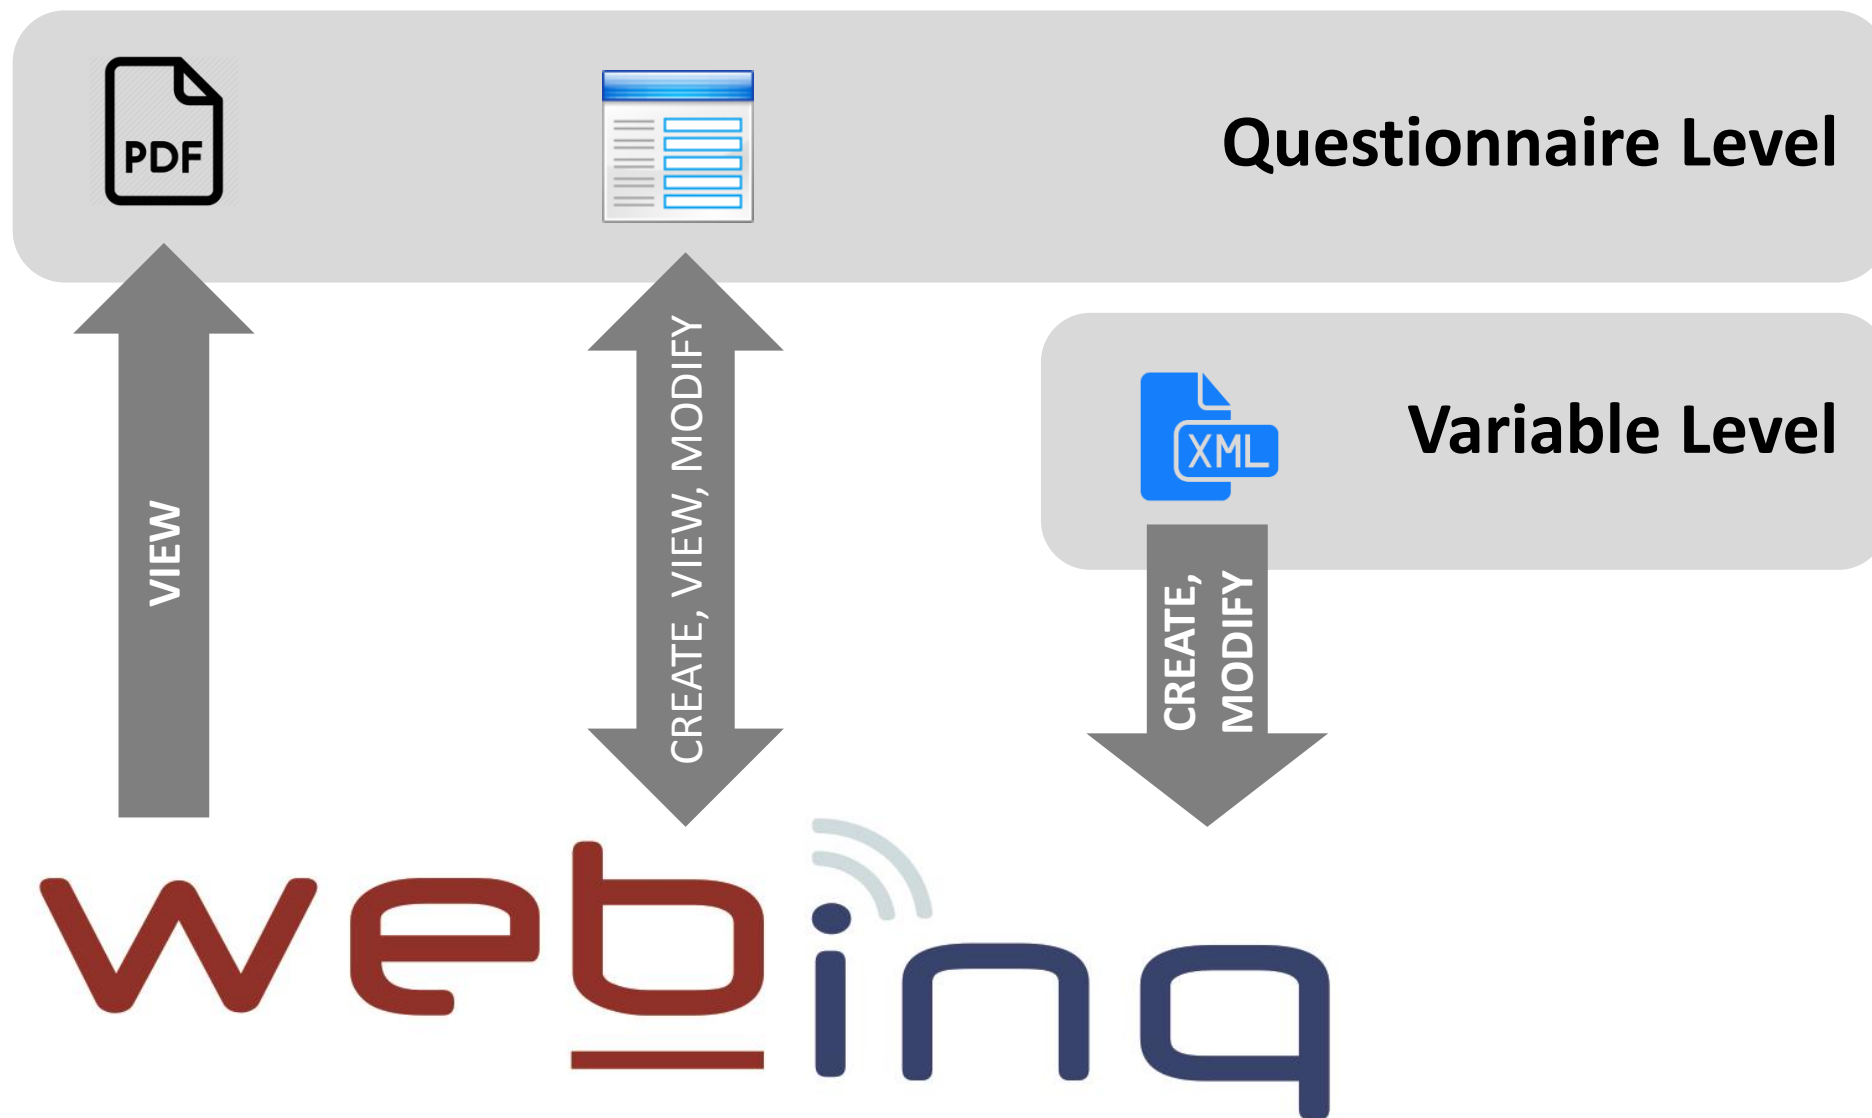 PDF
Questionnaire Level
XML
Variable Level
VIEW
CREATE, VIEW, MODIFY
CREATE,
MODIFY
webinq